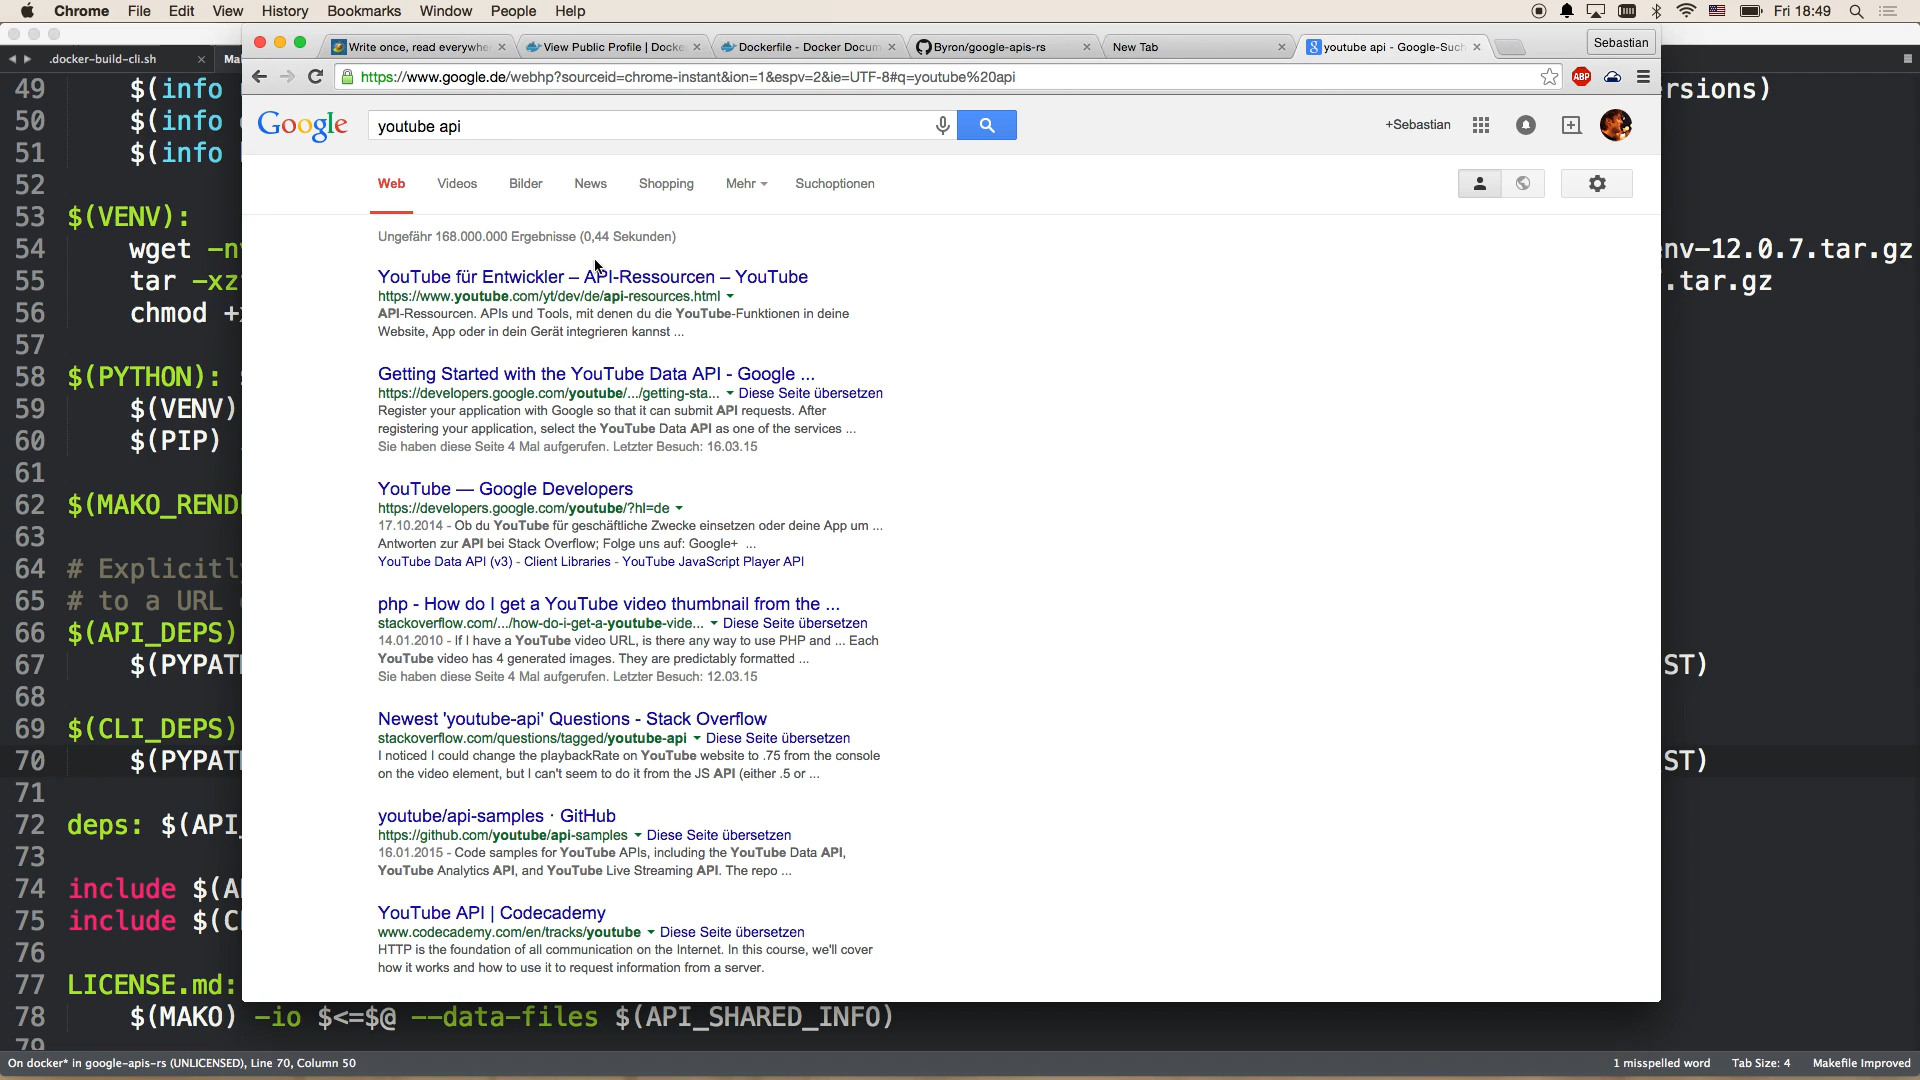 Chrome File Edit View History Bookmarks Window People Help Fri 18:49
.docker-build-cli.sh
Write once, read everywhe View Public Profile | Docke Dockerfile - Docker Docum Byron/google-apis-rs New Tab youtube api - Google-Such Sebastian
https://www.google.de/webhp?sourceid=chrome-instant&ion=1&espv=2&ie=UTF-8#q=youtube%20api ABP
Google youtube api +Sebastian
Web Videos Bilder News Shopping Mehr Suchoptionen
Ungefähr 168.000.000 Ergebnisse (0,44 Sekunden)
YouTube für Entwickler – API-Ressourcen – YouTube
https://www.youtube.com/yt/dev/de/api-resources.html
API-Ressourcen. APIs und Tools, mit denen du die YouTube-Funktionen in deine
Website, App oder in dein Gerät integrieren kannst ...
Getting Started with the YouTube Data API - Google ...
https://developers.google.com/youtube/.../getting-sta... Diese Seite übersetzen
Register your application with Google so that it can submit API requests. After
registering your application, select the YouTube Data API as one of the services ...
Sie haben diese Seite 4 Mal aufgerufen. Letzter Besuch: 16.03.15
YouTube — Google Developers
https://developers.google.com/youtube/?hl=de
17.10.2014 - Ob du YouTube für geschäftliche Zwecke einsetzen oder deine App um ...
Antworten zur API bei Stack Overflow; Folge uns auf: Google+ ...
YouTube Data API (v3) - Client Libraries - YouTube JavaScript Player API
php - How do I get a YouTube video thumbnail from the ...
stackoverflow.com/.../how-do-i-get-a-youtube-vide... Diese Seite übersetzen
14.01.2010 - If I have a YouTube video URL, is there any way to use PHP and ... Each
YouTube video has 4 generated images. They are predictably formatted ...
Sie haben diese Seite 4 Mal aufgerufen. Letzter Besuch: 12.03.15
Newest 'youtube-api' Questions - Stack Overflow
stackoverflow.com/questions/tagged/youtube-api Diese Seite übersetzen
I noticed I could change the playbackRate on YouTube website to .75 from the console
on the video element, but I can't seem to do it from the JS API (either .5 or ...
youtube/api-samples · GitHub
https://github.com/youtube/api-samples Diese Seite übersetzen
16.01.2015 - Code samples for YouTube APIs, including the YouTube Data API,
YouTube Analytics API, and YouTube Live Streaming API. The repo ...
YouTube API | Codecademy
www.codecademy.com/en/tracks/youtube Diese Seite übersetzen
HTTP is the foundation of all communication on the Internet. In this course, we'll cover
how it works and how to use it to request information from a server.
49 $(info rsions)
50 $(info
51 $(info
52
53 $(VENV):
54 wget nv-12.0.7.tar.gz
55 tar -xz .tar.gz
56 chmod
57
58 $(PYTHON):
59 $(VENV)
60 $(PIP)
61
62 $(MAKO_REND
63
64 # Explicitl
65 # to a URL
66 $(API_DEPS)
67 $(PYPAT ST)
68
69 $(CLI_DEPS)
70 $(PYPAT ST)
71
72 deps: $(API_
73
74 include $(A
75 include $(C
76
77 LICENSE.md:
78 $(MAKO) -io $<=$@ --data-files $(API_SHARED_INFO)
79
On docker* in google-apis-rs (UNLICENSED), Line 70, Column 50 1 misspelled word Tab Size: 4 Makefile Improved